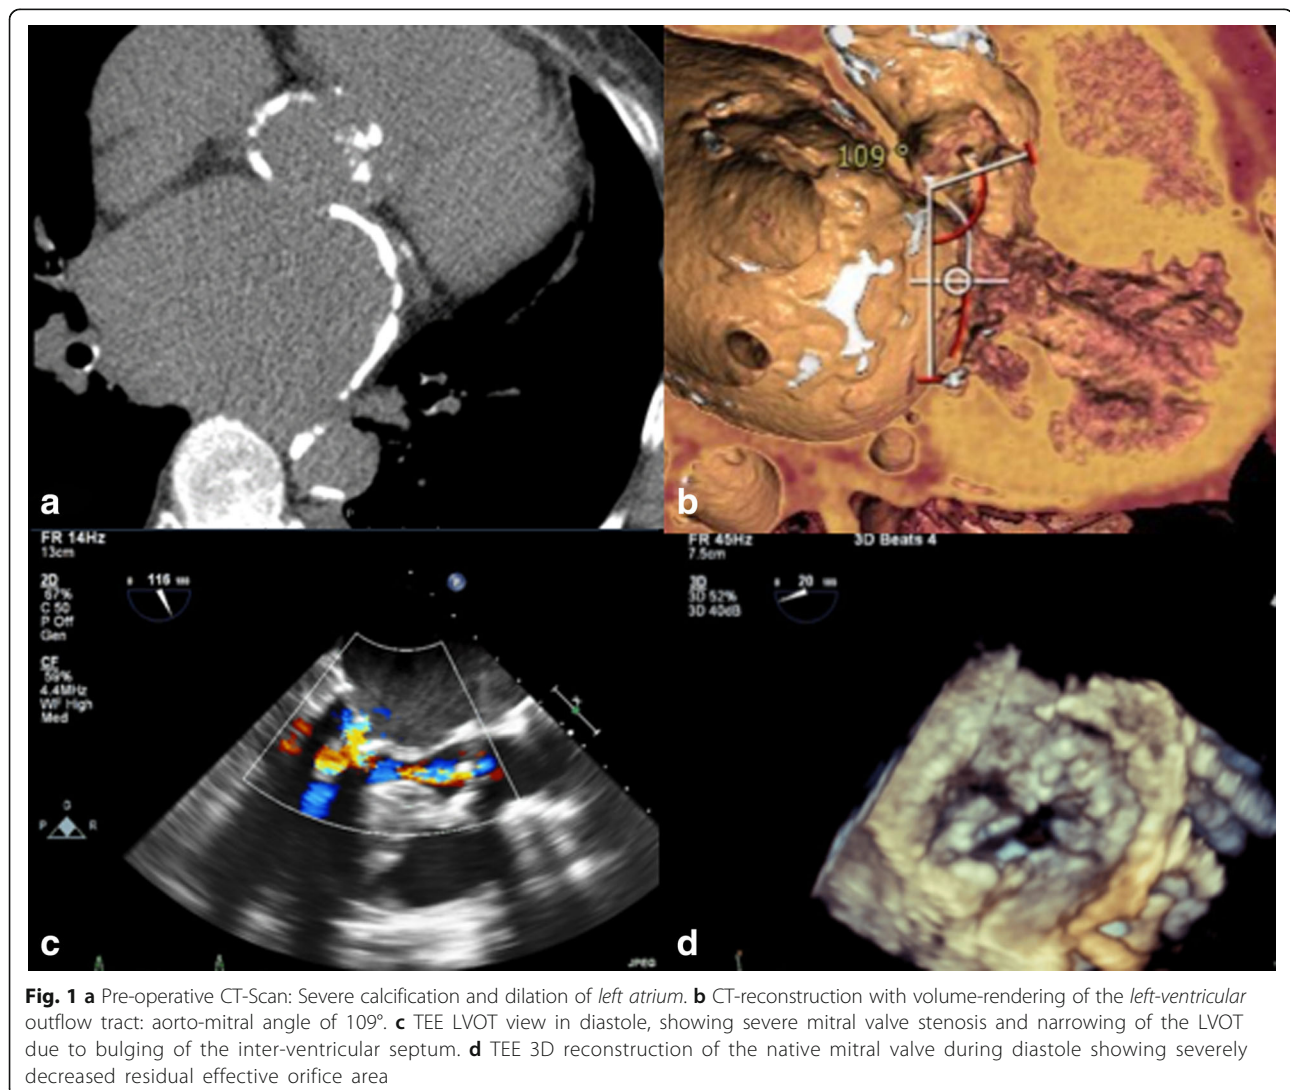 109 °
a
b
FR 14Hz
13cm
2D
67%
C 50
P Off
Gen
CF
59%
4.4MHz
WF High
Med
0 116 180
P R
JPEG
c
FR 45Hz
7.5cm
3D Beats 4
3D
3D 52%
3D 40dB
0 20 180
d
Fig. 1 a Pre-operative CT-Scan: Severe calcification and dilation of left atrium. b CT-reconstruction with volume-rendering of the left-ventricular
outflow tract: aorto-mitral angle of 109°. c TEE LVOT view in diastole, showing severe mitral valve stenosis and narrowing of the LVOT
due to bulging of the inter-ventricular septum. d TEE 3D reconstruction of the native mitral valve during diastole showing severely
decreased residual effective orifice area